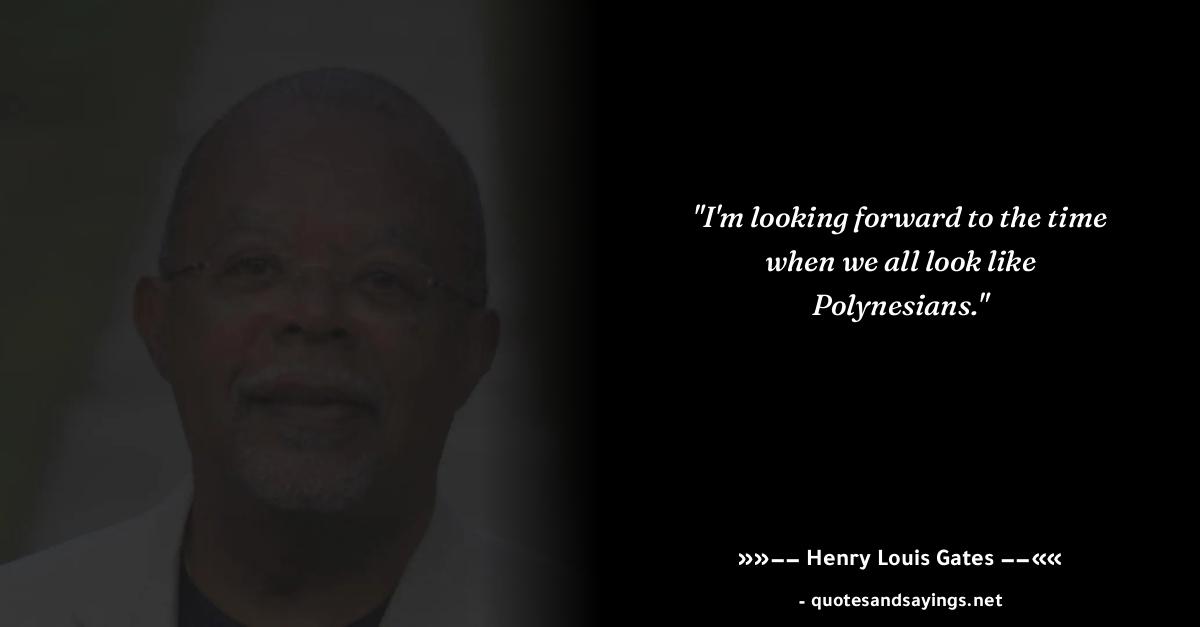 "I'm looking forward to the time
when we all look like
Polynesians."
»»−− Henry Louis Gates −−««
- quotesandsayings.net